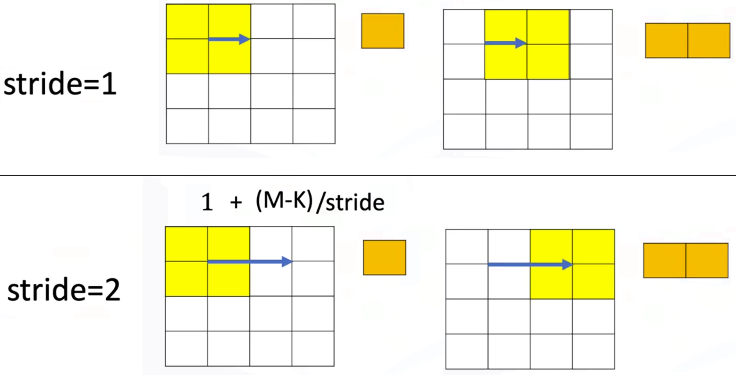 stride=1
1 + (M-K)/stride
stride=2